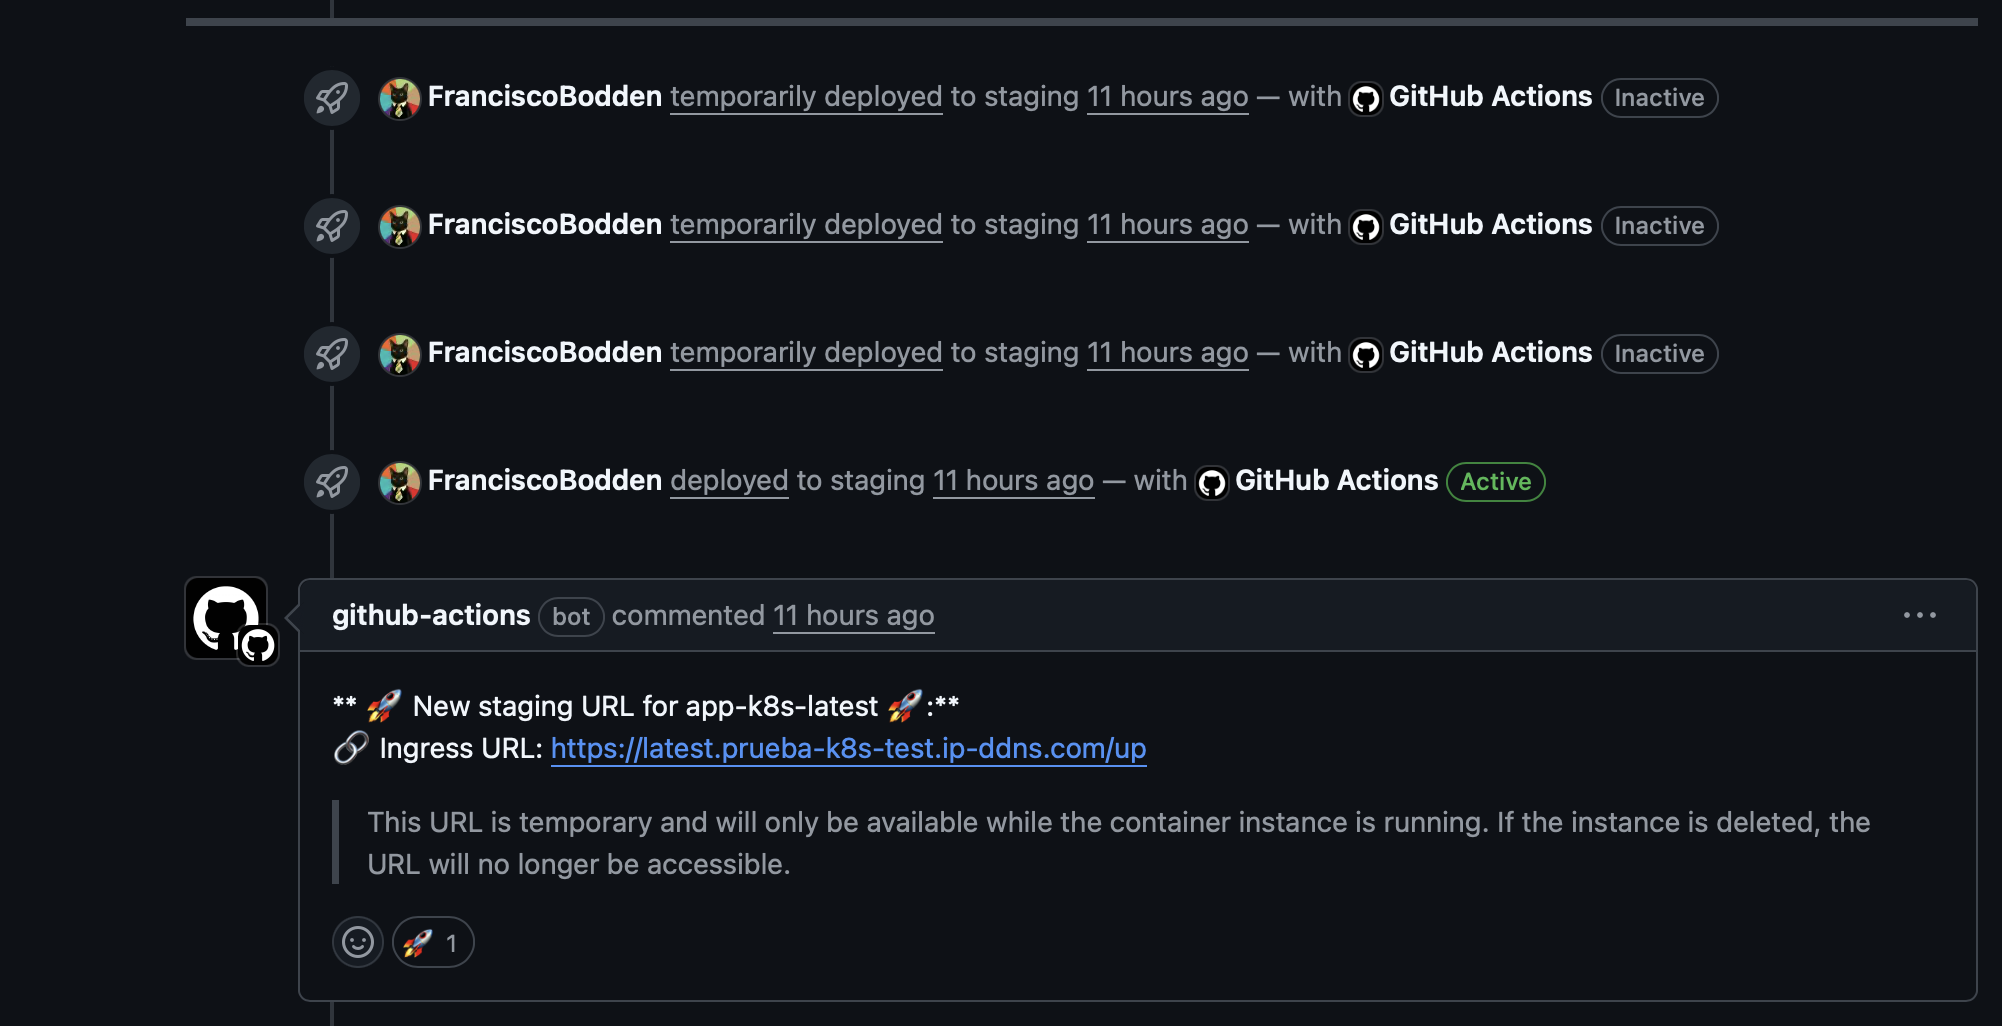 FranciscoBodden temporarily deployed to staging 11 hours ago — with GitHub Actions Inactive
FranciscoBodden temporarily deployed to staging 11 hours ago — with GitHub Actions Inactive
FranciscoBodden temporarily deployed to staging 11 hours ago — with GitHub Actions Inactive
FranciscoBodden deployed to staging 11 hours ago — with GitHub Actions Active
github-actions bot commented 11 hours ago
** 🚀 New staging URL for app-k8s-latest 🚀:**
🔗 Ingress URL: https://latest.prueba-k8s-test.ip-ddns.com/up
This URL is temporary and will only be available while the container instance is running. If the instance is deleted, the
URL will no longer be accessible.
🚀 1